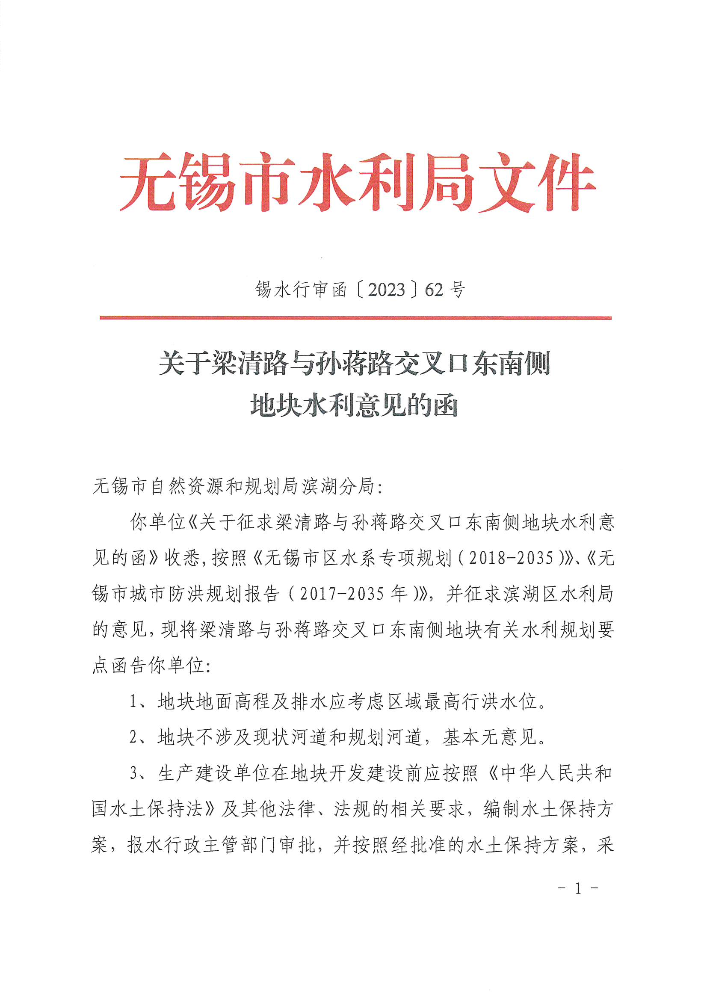 无锡市水利局文件
锡水行审函〔2023〕62号
关于梁清路与孙蒋路交叉口东南侧
地块水利意见的函
无锡市自然资源和规划局滨湖分局：
你单位《关于征求梁清路与孙蒋路交叉口东南侧地块水利意
见的函》收悉，按照《无锡市区水系专项规划（2018-2035）》、《无
锡市城市防洪规划报告（2017-2035年）》，并征求滨湖区水利局
的意见，现将梁清路与孙蒋路交叉口东南侧地块有关水利规划要
点函告你单位：
1、地块地面高程及排水应考虑区域最高行洪水位。
2、地块不涉及现状河道和规划河道，基本无意见。
3、生产建设单位在地块开发建设前应按照《中华人民共和
国水土保持法》及其他法律、法规的相关要求，编制水土保持方
案，报水行政主管部门审批，并按照经批准的水土保持方案，采
- 1 -